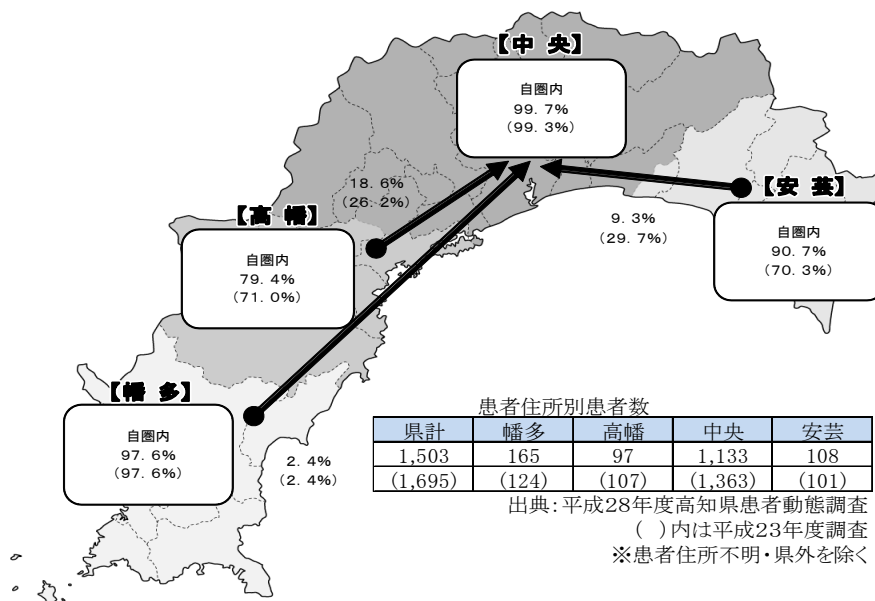 【中 央】
自圏内
99.7%
(99.3%)
18.6%
(26.2%)
【高 幡】
自圏内
79.4%
(71.0%)
9.3%
(29.7%)
【安 芸】
自圏内
90.7%
(70.3%)
【幡 多】
自圏内
97.6%
(97.6%)
2.4%
(2.4%)
患者住所別患者数
県計 幡多 高幡 中央 安芸
1,503 165 97 1,133 108
(1,695) (124) (107) (1,363) (101)
出典:平成28年度高知県患者動態調査
( )内は平成23年度調査
※患者住所不明・県外を除く